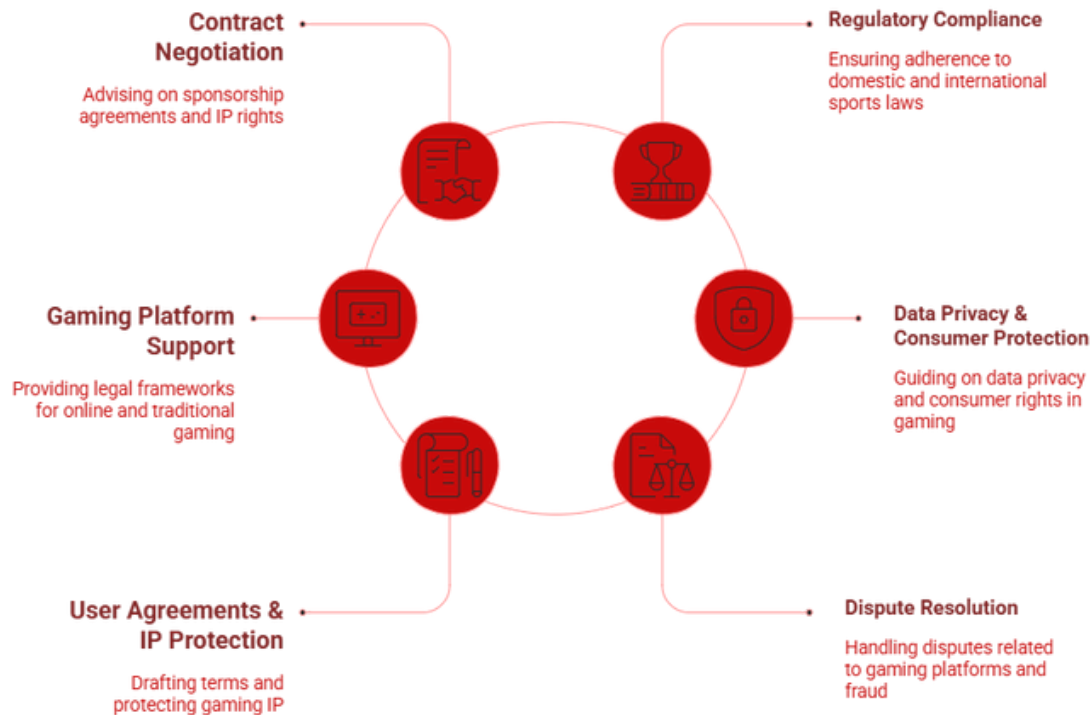 Contract
Negotiation
Advising on sponsorship
agreements and IP rights
Regulatory Compliance
Ensuring adherence to
domestic and international
sports laws
Gaming Platform
Support
Providing legal frameworks
for online and traditional
gaming
Data Privacy &
Consumer Protection
Guiding on data privacy
and consumer rights in
gaming
User Agreements &
IP Protection
Drafting terms and
protecting gaming IP
Dispute Resolution
Handling disputes related
to gaming platforms and
fraud